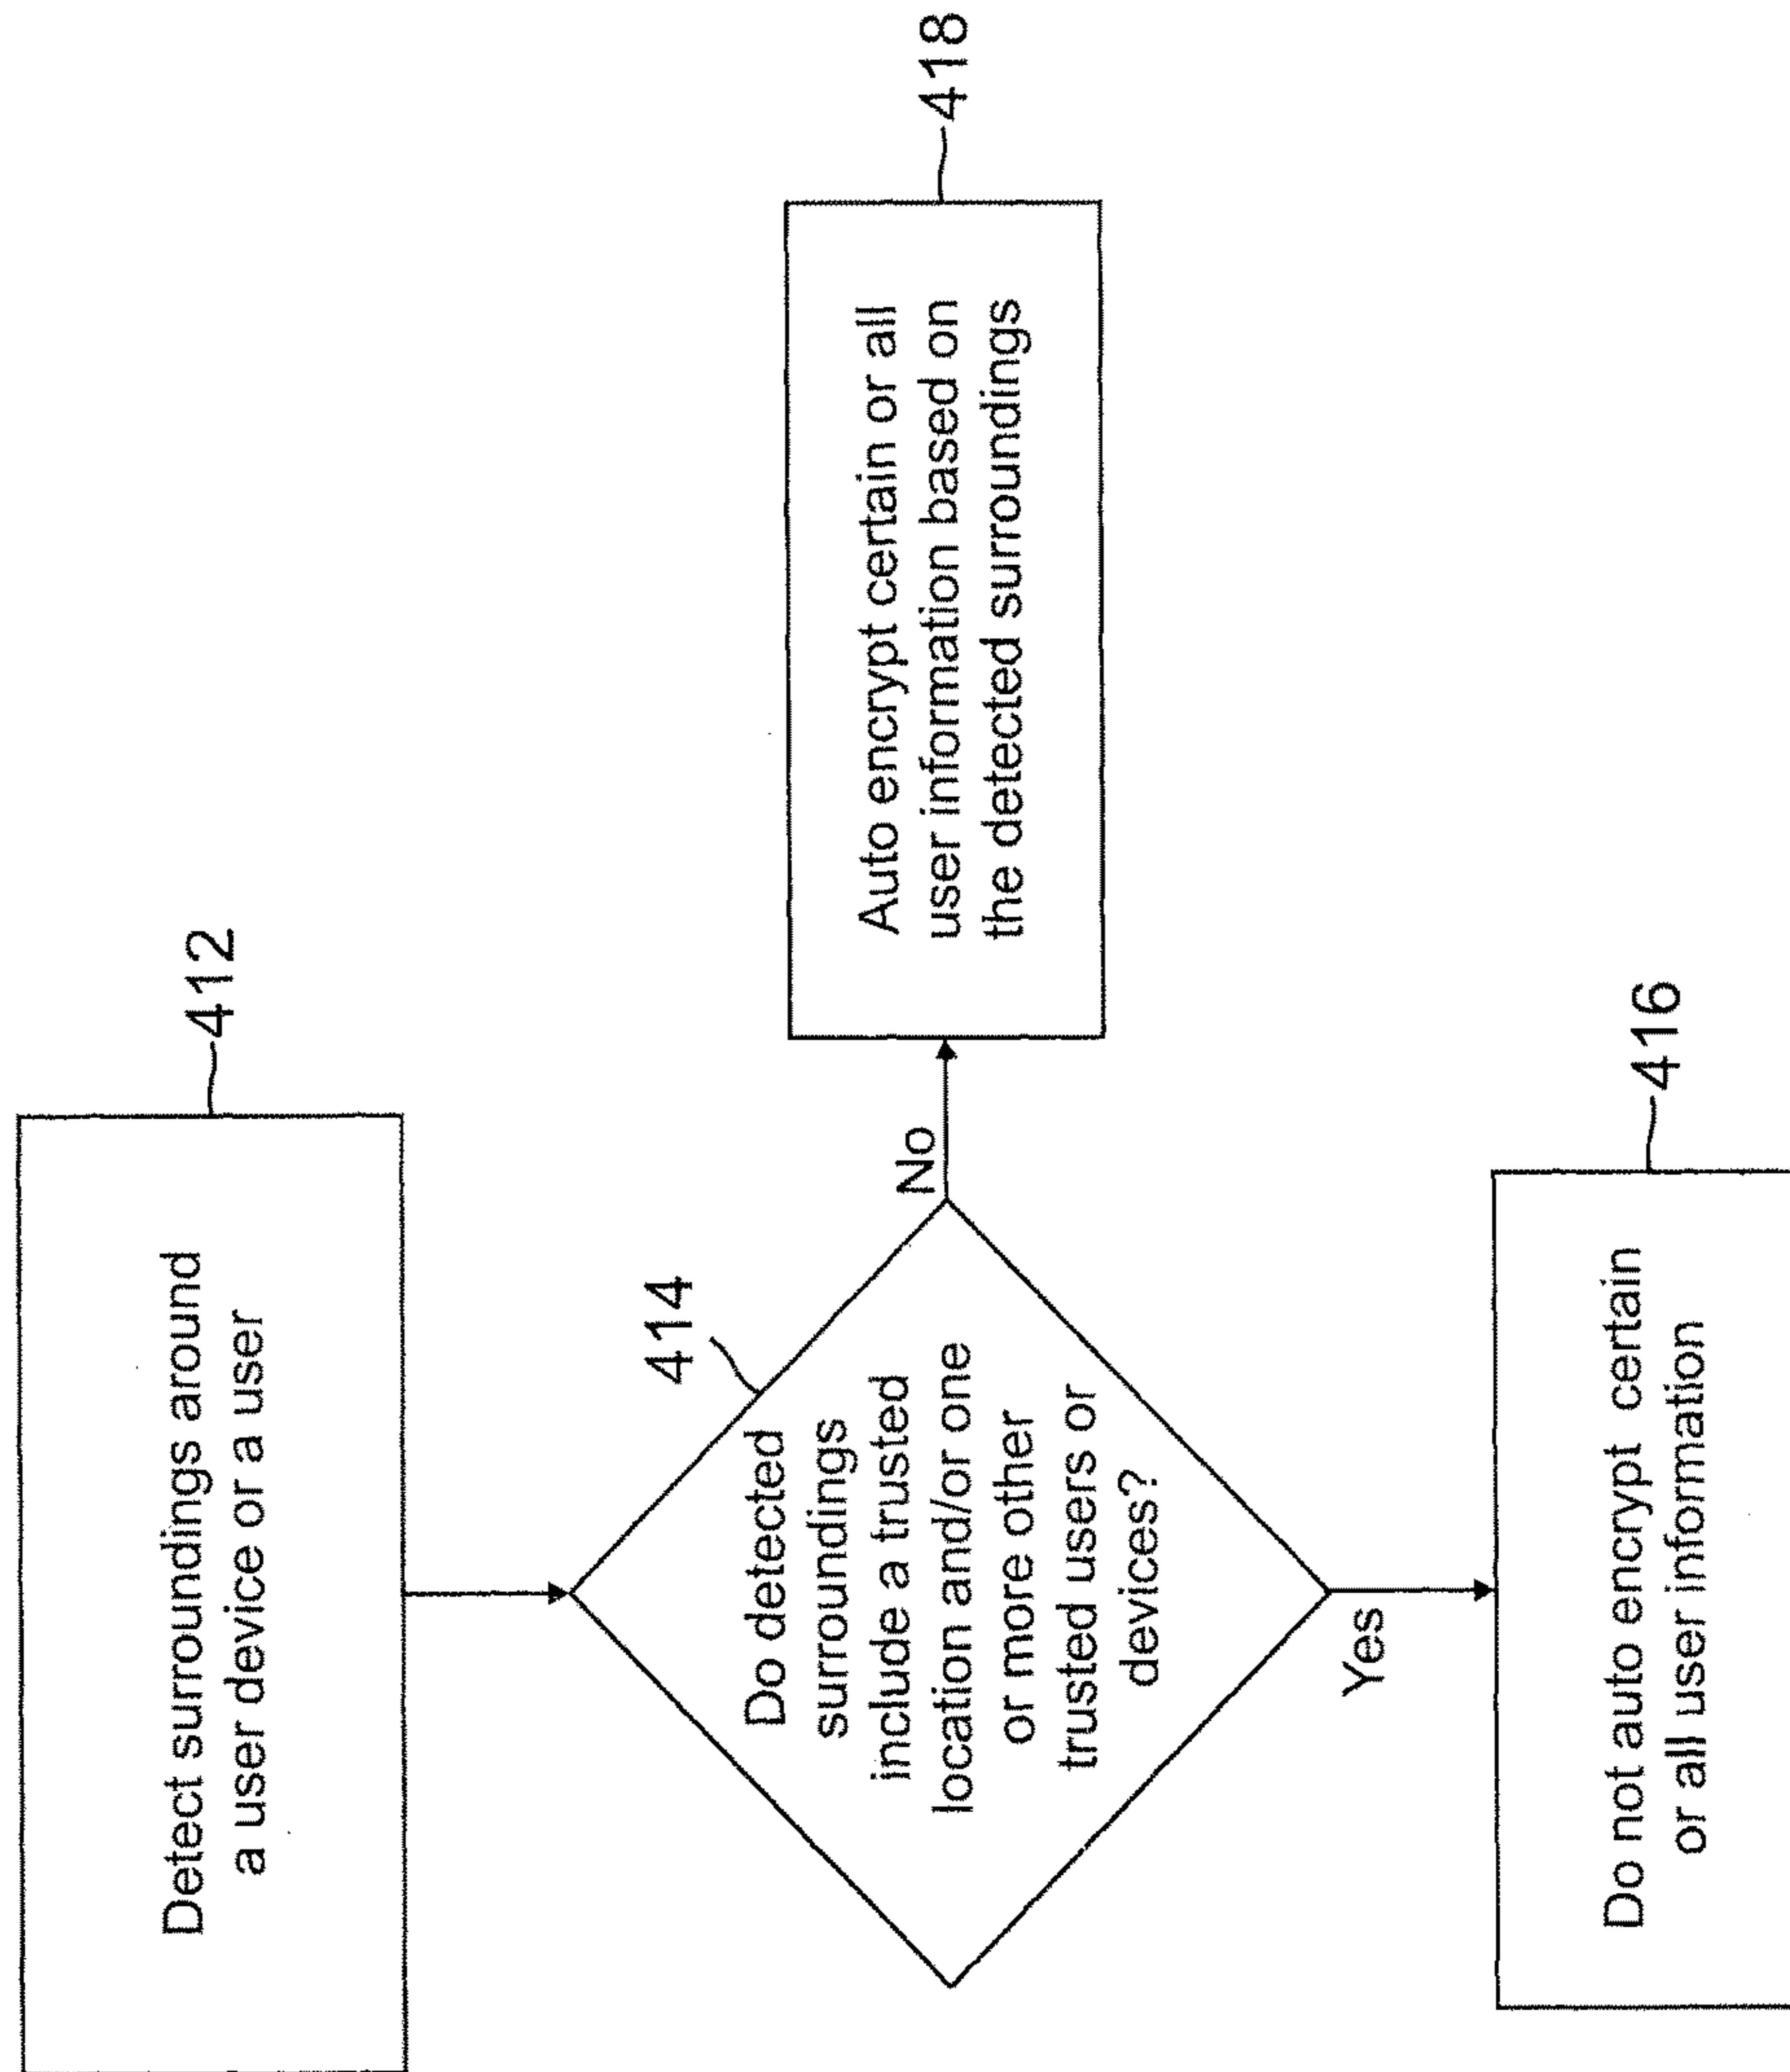 Detect surroundings around
a user device or a user
412
414
Do detected
surroundings
include a trusted
location and/or one
or more other
trusted users or
devices?
No
Auto encrypt certain or all
user information based on
the detected surroundings
418
Yes
Do not auto encrypt certain
or all user information
416